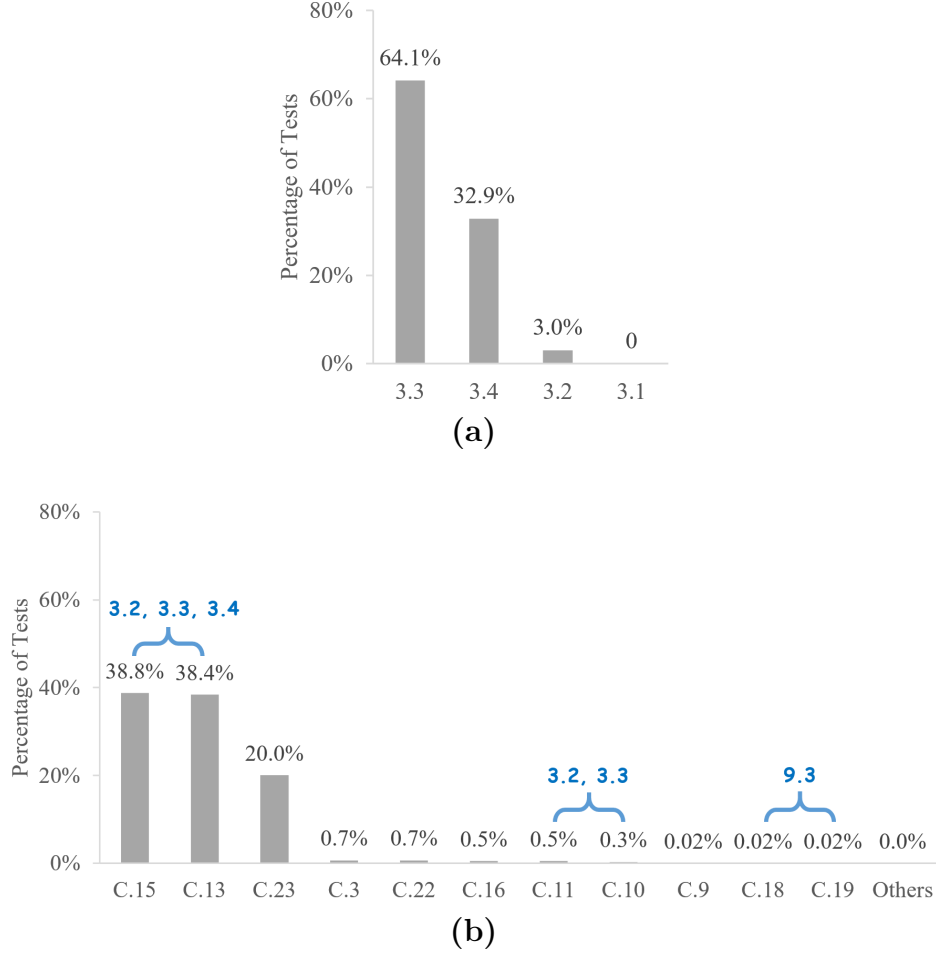 80%
64.1%
60%
Percentage of Tests
40%
32.9%
20%
3.0%
0
0%
3.3 3.4 3.2 3.1
(a)
80%
60%
3.2, 3.3, 3.4
Percentage of Tests
38.8% 38.4%
40%
20.0%
20%
3.2, 3.3
9.3
0.7% 0.7% 0.5% 0.5% 0.3% 0.02% 0.02% 0.02% 0.0%
0%
C.15 C.13 C.23 C.3 C.22 C.16 C.11 C.10 C.9 C.18 C.19 Others
(b)